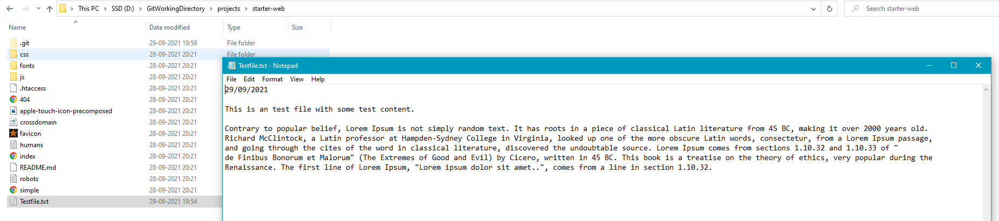 This PC > SSD (D:) > GitWorkingDirectory > projects > starter-web
Search starter-web
Name Date modified Type Size
.git 29-09-2021 19:59 File folder
css 28-09-2021 20:21 File folder
fonts 28-09-2021 20:21
js 28-09-2021 20:21
.htaccess 28-09-2021 20:21
404 28-09-2021 20:21
apple-touch-icon-precomposed 28-09-2021 20:21
crossdomain 28-09-2021 20:21
favicon 28-09-2021 20:21
humans 28-09-2021 20:21
index 28-09-2021 20:21
README.md 28-09-2021 20:21
robots 28-09-2021 20:21
simple 28-09-2021 20:21
Testfile.txt 29-09-2021 19:54
Testfile.txt - Notepad
File Edit Format View Help
29/09/2021
This is an test file with some test content.
Contrary to popular belief, Lorem Ipsum is not simply random text. It has roots in a piece of classical Latin literature from 45 BC, making it over 2000 years old.
Richard McClintock, a Latin professor at Hampden-Sydney College in Virginia, looked up one of the more obscure Latin words, consectetur, from a Lorem Ipsum passage,
and going through the cites of the word in classical literature, discovered the undoubtable source. Lorem Ipsum comes from sections 1.10.32 and 1.10.33 of "
de Finibus Bonorum et Malorum" (The Extremes of Good and Evil) by Cicero, written in 45 BC. This book is a treatise on the theory of ethics, very popular during the
Renaissance. The first line of Lorem Ipsum, "Lorem ipsum dolor sit amet..", comes from a line in section 1.10.32.